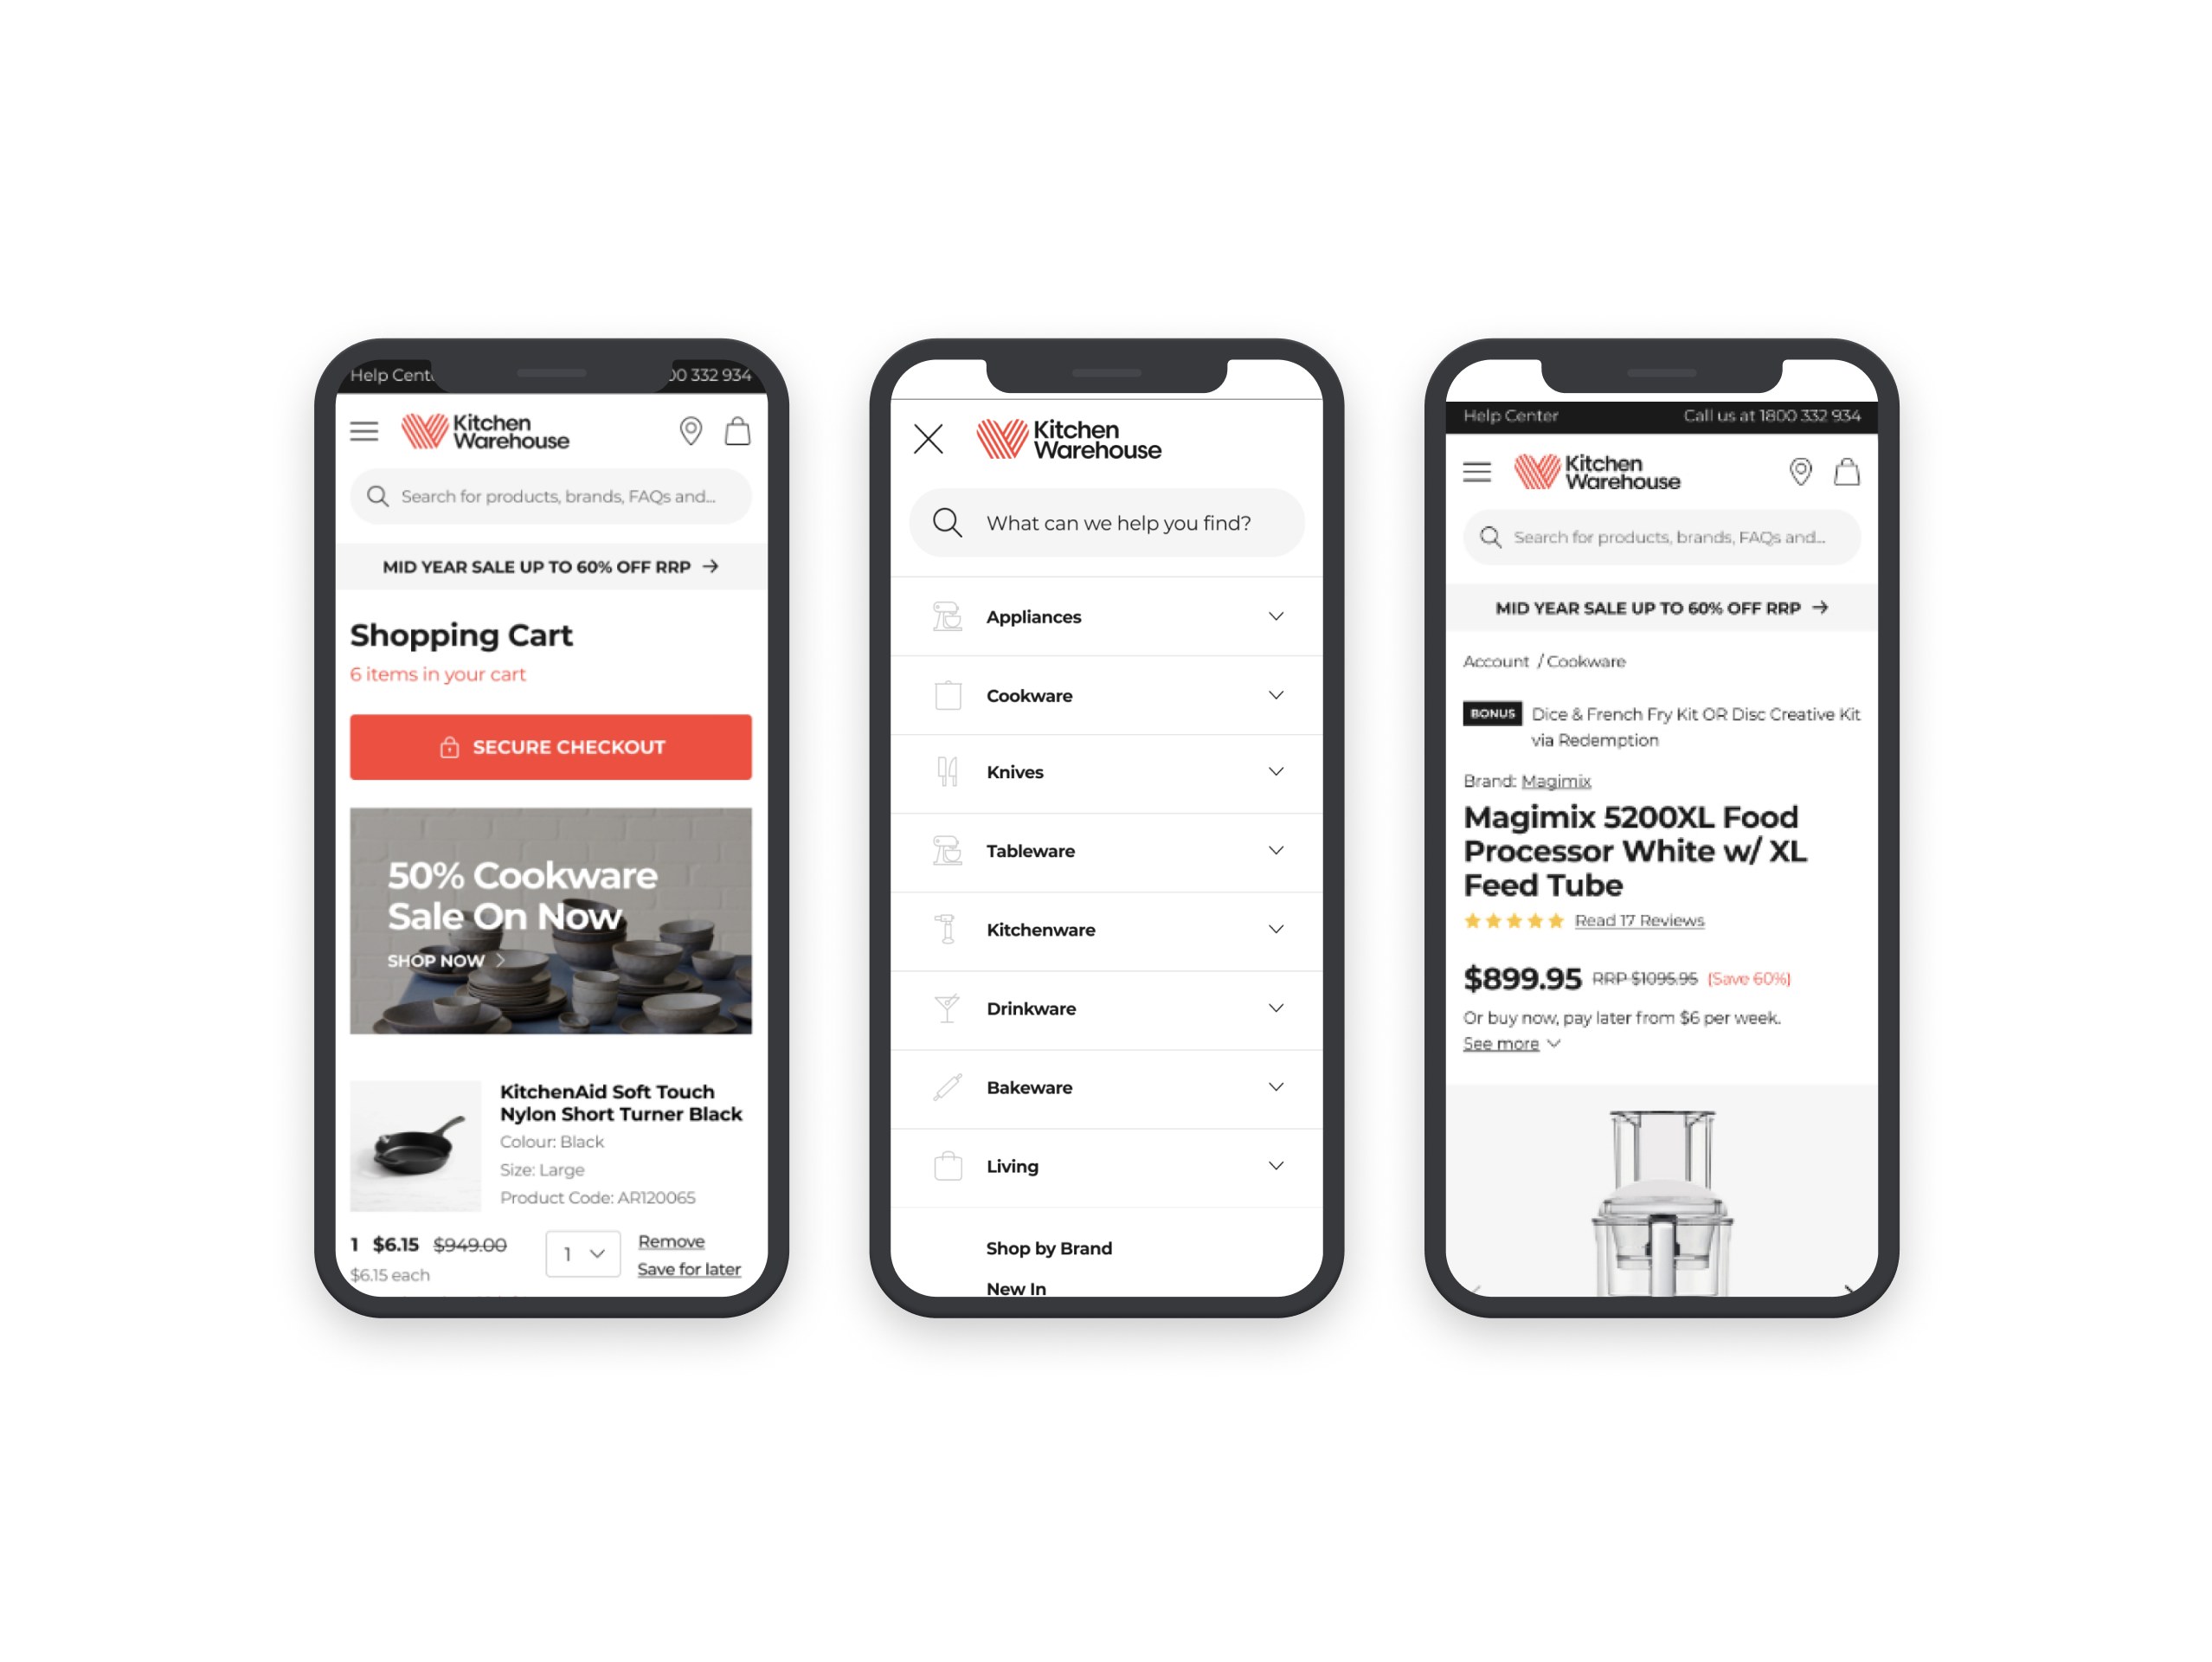 Help Cent
00 332 934
Kitchen
Warehouse
Search for products, brands, FAQs and...
MID YEAR SALE UP TO 60% OFF RRP
Shopping Cart
6 items in your cart
SECURE CHECKOUT
50% Cookware
Sale On Now
SHOP NOW
KitchenAid Soft Touch
Nylon Short Turner Black
Colour: Black
Size: Large
Product Code: AR120065
1 $6.15 $949.00
1
Remove
$6.15 each
Save for later
Kitchen
Warehouse
What can we help you find?
Appliances
Cookware
Knives
Tableware
Kitchenware
Drinkware
Bakeware
Living
Shop by Brand
New In
Help Center
Call us at 1800 332 934
Kitchen
Warehouse
Search for products, brands, FAQs and...
MID YEAR SALE UP TO 60% OFF RRP
Account / Cookware
BONUS Dice & French Fry Kit OR Disc Creative Kit
via Redemption
Brand: Magimix
Magimix 5200XL Food
Processor White w/ XL
Feed Tube
Read 17 Reviews
$899.95 RRP $1095.95 (Save 60%)
Or buy now, pay later from $6 per week.
See more